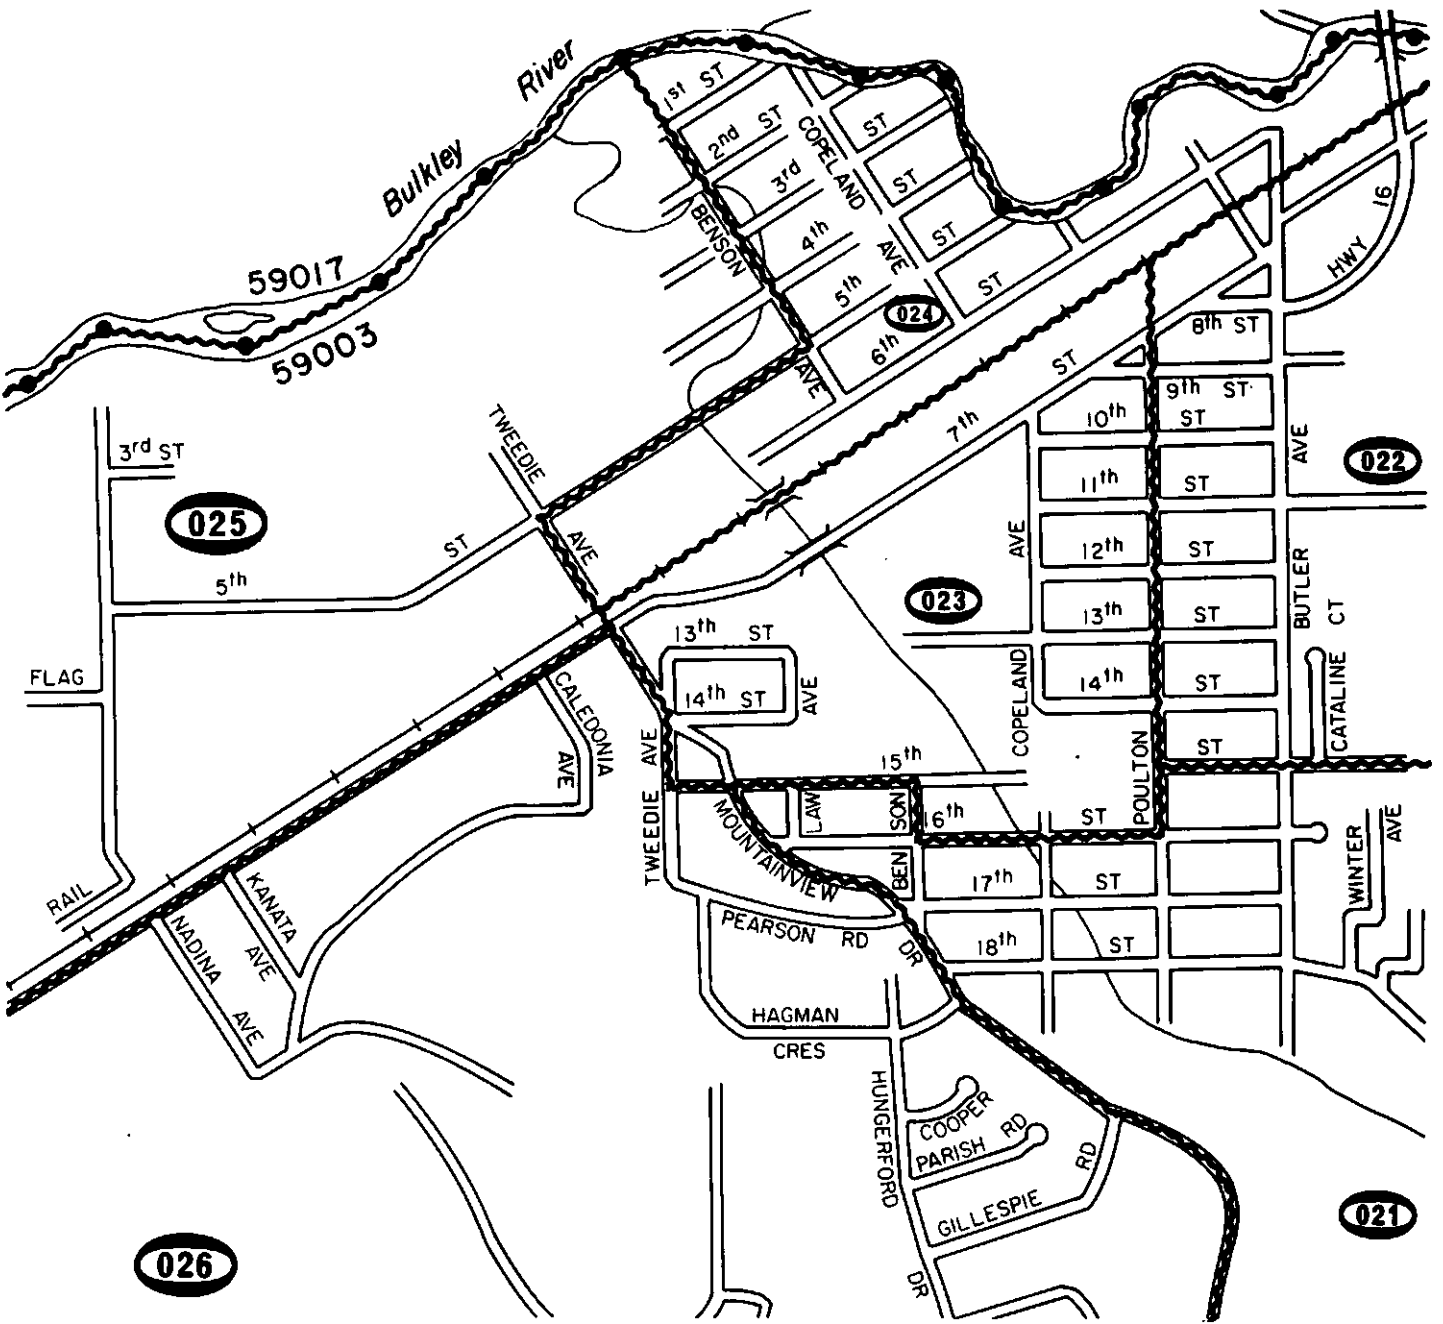 Bulkley River
59017
59003
1st ST
2nd ST
3rd ST
4th ST
5th ST
6th ST
COPELAND AVE
BENSON AVE
024
HWY 16
8th ST
9th ST.
10th ST
11th ST
12th ST
13th ST
14th ST
ST
7th ST
022
023
COPELAND AVE
POULTON
BUTLER AVE
CATALINE CT
3rd ST
025
5th ST
TWEEDIE AVE
FLAG
RAIL
13th ST
14th ST
AVE
CALEDONIA AVE
TWEEDIE AVE
15th
16th ST
17th ST
18th ST
LAW
SON
BEN
MOUNTAINVIEW DR
PEARSON RD
WINTER AVE
KANATA AVE
NADINA AVE
HAGMAN CRES
HUNGERFORD DR
COOPER
PARISH RD
GILLESPIE RD
026
021